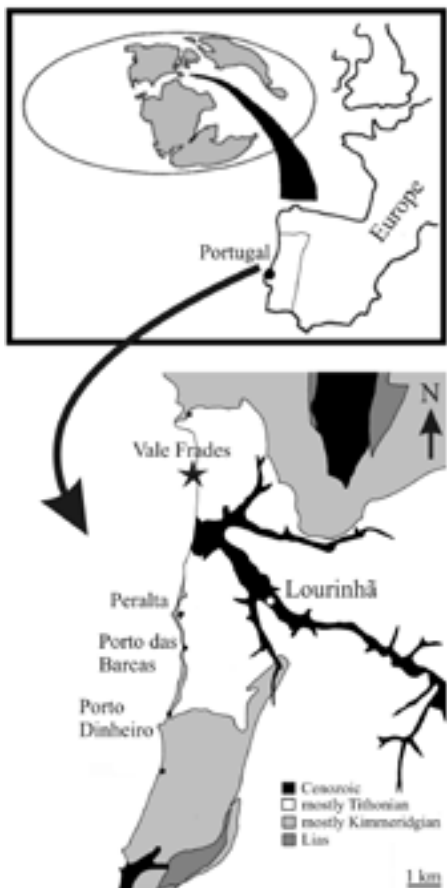 Europe
Portugal
N
Vale Frades
Lourinhã
Peralta
Porto das
Barcas
Porto
Dinheiro
Cenozoic
mostly Tithonian
mostly Kimmeridgian
Lias
1 km